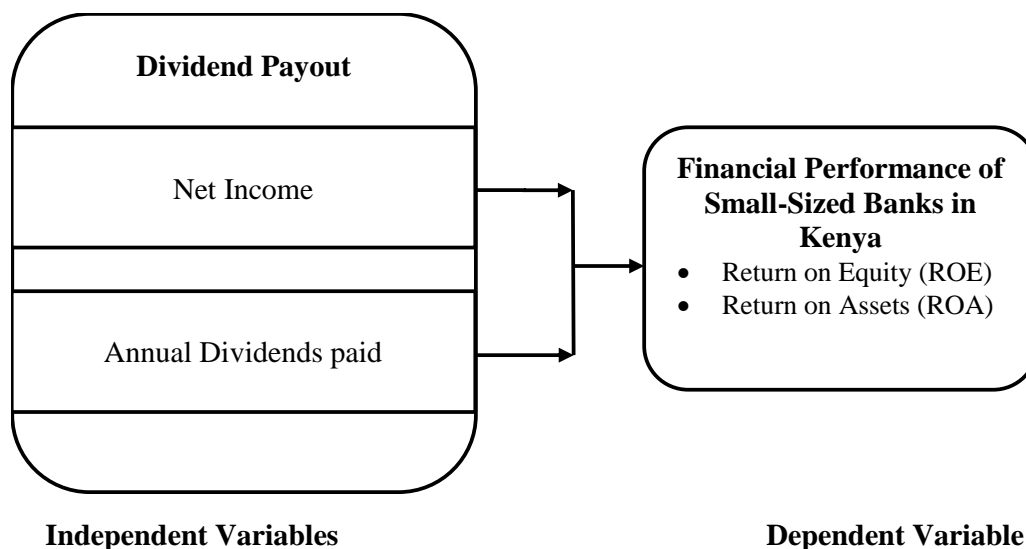 Dividend Payout
Net Income
Annual Dividends paid
Financial Performance of
Small-Sized Banks in
Kenya
• Return on Equity (ROE)
• Return on Assets (ROA)
Independent Variables
Dependent Variable